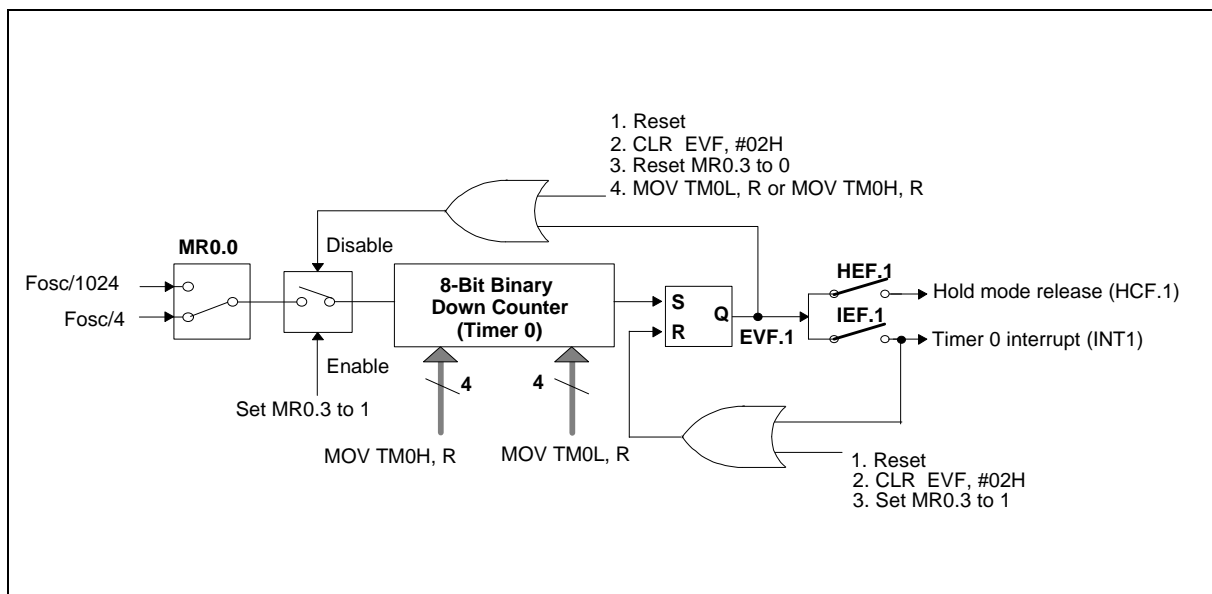 1. Reset
2. CLR EVF, #02H
3. Reset MR0.3 to 0
4. MOV TM0L, R or MOV TM0H, R
MR0.0
Disable
Fosc/1024
Fosc/4
8-Bit Binary
Down Counter
(Timer 0)
S
Q
R
EVF.1
HEF.1
Hold mode release (HCF.1)
IEF.1
Timer 0 interrupt (INT1)
Enable
4
4
Set MR0.3 to 1
MOV TM0H, R
MOV TM0L, R
1. Reset
2. CLR EVF, #02H
3. Set MR0.3 to 1